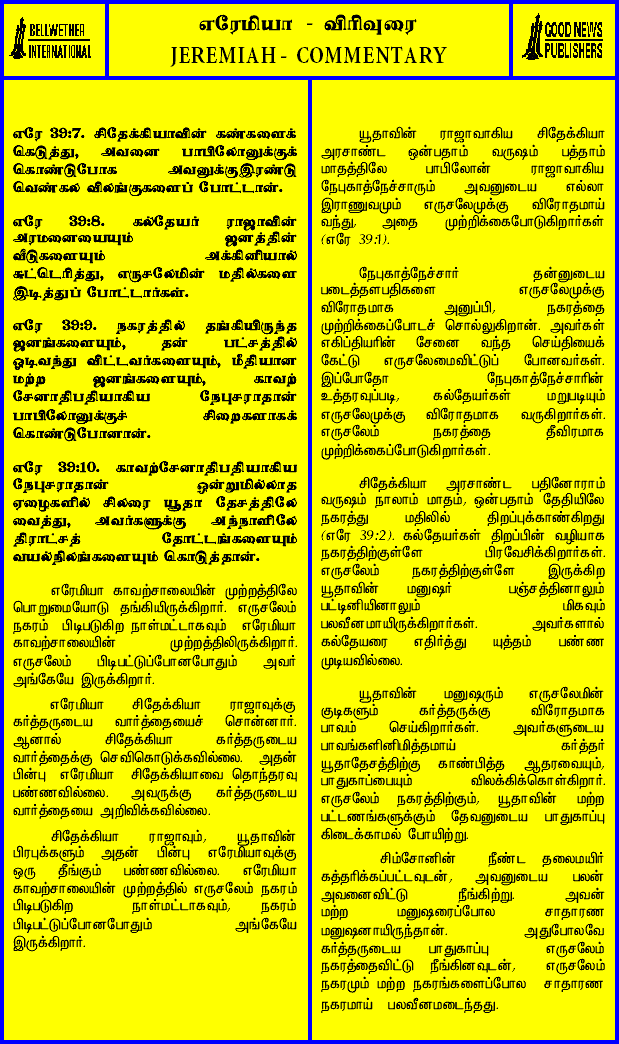 BELLWETHER
INTERNATIONAL
எரேமியா - விரிவுரை
JEREMIAH - COMMENTARY
GOOD NEWS
PUBLISHERS
எரே 39:7. சிதேக்கியாவின் கண்களைக்
கெடுத்து, அவனை பாபிலோனுக்குக்
கொண்டுபோக அவனுக்குஇரண்டு
வெண்கல விலங்குகளைப் போட்டான்.
எரே 39:8. கல்தேயர் ராஜாவின்
அரமனையையும் ஜனத்தின்
வீடுகளையும் அக்கினியால்
சுட்டெரித்து, எருசலேமின் மதில்களை
இடித்துப் போட்டார்கள்.
எரே 39:9. நகரத்தில் தங்கியிருந்த
ஜனங்களையும், தன் பட்சத்தில்
ஓடிவந்து விட்டவர்களையும், மீதியான
மற்ற ஜனங்களையும், காவற்
சேனாதிபதியாகிய நேபுசராதான்
பாபிலோனுக்குச் சிறைகளாகக்
கொண்டுபோனான்.
எரே 39:10. காவற்சேனாதிபதியாகிய
நேபுசராதான் ஒன்றுமில்லாத
ஏழைகளில் சிலரை யூதா தேசத்திலே
வைத்து, அவர்களுக்கு அந்நாளிலே
திராட்சத் தோட்டங்களையும்
வயல்நிலங்களையும் கொடுத்தான்.
எரேமியா காவற்சாலையின் முற்றத்திலே
பொறுமையோடு தங்கியிருக்கிறார். எருசலேம்
நகரம் பிடிபடுகிற நாள்மட்டாகவும் எரேமியா
காவற்சாலையின் முற்றத்திலிருக்கிறார்.
எருசலேம் பிடிபட்டுப்போனபோதும் அவர்
அங்கேயே இருக்கிறார்.
எரேமியா சிதேக்கியா ராஜாவுக்கு
கர்த்தருடைய வார்த்தையைச் சொன்னார்.
ஆனால் சிதேக்கியா கர்த்தருடைய
வார்த்தைக்கு செவிகொடுக்கவில்லை. அதன்
பின்பு எரேமியா சிதேக்கியாவை தொந்தரவு
பண்ணவில்லை. அவருக்கு கர்த்தருடைய
வார்த்தையை அறிவிக்கவில்லை.
சிதேக்கியா ராஜாவும், யூதாவின்
பிரபுக்களும் அதன் பின்பு எரேமியாவுக்கு
ஒரு தீங்கும் பண்ணவில்லை. எரேமியா
காவற்சாலையின் முற்றத்தில் எருசலேம் நகரம்
பிடிபடுகிற நாள்மட்டாகவும், நகரம்
பிடிபட்டுப்போனபோதும் அங்கேயே
இருக்கிறார்.
யூதாவின் ராஜாவாகிய சிதேக்கியா
அரசாண்ட ஒன்பதாம் வருஷம் பத்தாம்
மாதத்திலே பாபிலோன் ராஜாவாகிய
நேபுகாத்நேச்சாரும் அவனுடைய எல்லா
இராணுவமும் எருசலேமுக்கு விரோதமாய்
வந்து, அதை முற்றிக்கைபோடுகிறார்கள்
(எரே 39:1).
நேபுகாத்நேச்சார் தன்னுடைய
படைத்தளபதிகளை எருசலேமுக்கு
விரோதமாக அனுப்பி, நகரத்தை
முற்றிக்கைப்போடச் சொல்லுகிறான். அவர்கள்
எகிப்தியரின் சேனை வந்த செய்தியைக்
கேட்டு எருசலேமைவிட்டுப் போனவர்கள்.
இப்போதோ நேபுகாத்நேச்சாரின்
உத்தரவுப்படி, கல்தேயர்கள் மறுபடியும்
எருசலேமுக்கு விரோதமாக வருகிறார்கள்.
எருசலேம் நகரத்தை தீவிரமாக
முற்றிக்கைப்போடுகிறார்கள்.
சிதேக்கியா அரசாண்ட பதினோராம்
வருஷம் நாலாம் மாதம், ஒன்பதாம் தேதியிலே
நகரத்து மதிலில் திறப்புக்காண்கிறது
(எரே 39:2). கல்தேயர்கள் திறப்பின் வழியாக
நகரத்திற்குள்ளே பிரவேசிக்கிறார்கள்.
எருசலேம் நகரத்திற்குள்ளே இருக்கிற
யூதாவின் மனுஷர் பஞ்சத்தினாலும்
பட்டினியினாலும் மிகவும்
பலவீனமாயிருக்கிறார்கள். அவர்களால்
கல்தேயரை எதிர்த்து யுத்தம் பண்ண
முடியவில்லை.
யூதாவின் மனுஷரும் எருசலேமின்
குடிகளும் கர்த்தருக்கு விரோதமாக
பாவம் செய்கிறார்கள். அவர்களுடைய
பாவங்களினிமித்தமாய் கர்த்தர்
யூதாதேசத்திற்கு காண்பித்த ஆதரவையும்,
பாதுகாப்பையும் விலக்கிக்கொள்கிறார்.
எருசலேம் நகரத்திற்கும், யூதாவின் மற்ற
பட்டணங்களுக்கும் தேவனுடைய பாதுகாப்பு
கிடைக்காமல் போயிற்று.
சிம்சோனின் நீண்ட தலைமயிர்
கத்தரிக்கப்பட்டவுடன், அவனுடைய பலன்
அவனைவிட்டு நீங்கிற்று. அவன்
மற்ற மனுஷரைப்போல சாதாரண
மனுஷனாயிருந்தான். அதுபோலவே
கர்த்தருடைய பாதுகாப்பு எருசலேம்
நகரத்தைவிட்டு நீங்கினவுடன், எருசலேம்
நகரமும் மற்ற நகரங்களைப்போல சாதாரண
நகரமாய் பலவீனமடைந்தது.